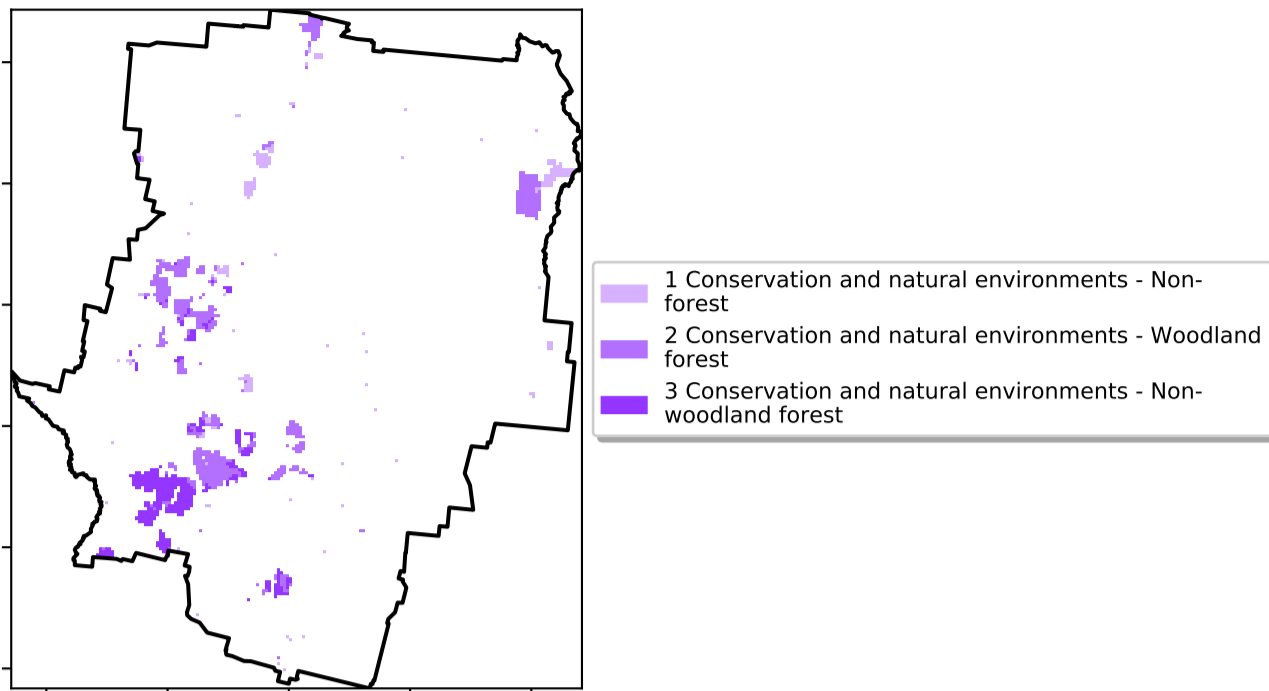 1 Conservation and natural environments - Non-
forest
2 Conservation and natural environments - Woodland
forest
3 Conservation and natural environments - Non-
woodland forest